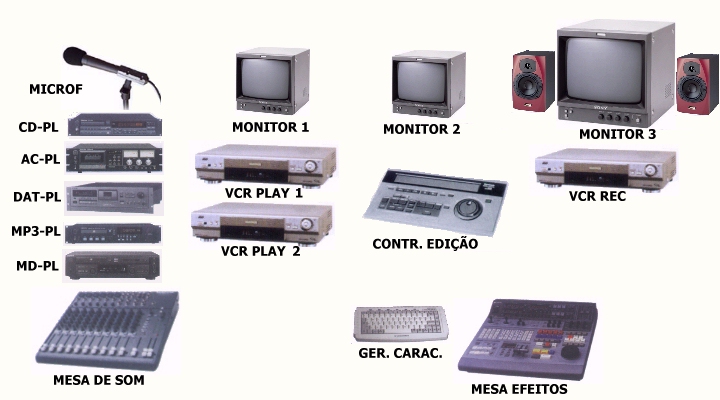 MICROF
CD-PL
AC-PL
DAT-PL
MP3-PL
MD-PL
MESA DE SOM
MONITOR 1
VCR PLAY 1
VCR PLAY 2
MONITOR 2
CONTR. EDIÇÃO
GER. CARAC.
MONITOR 3
VCR REC
MESA EFEITOS